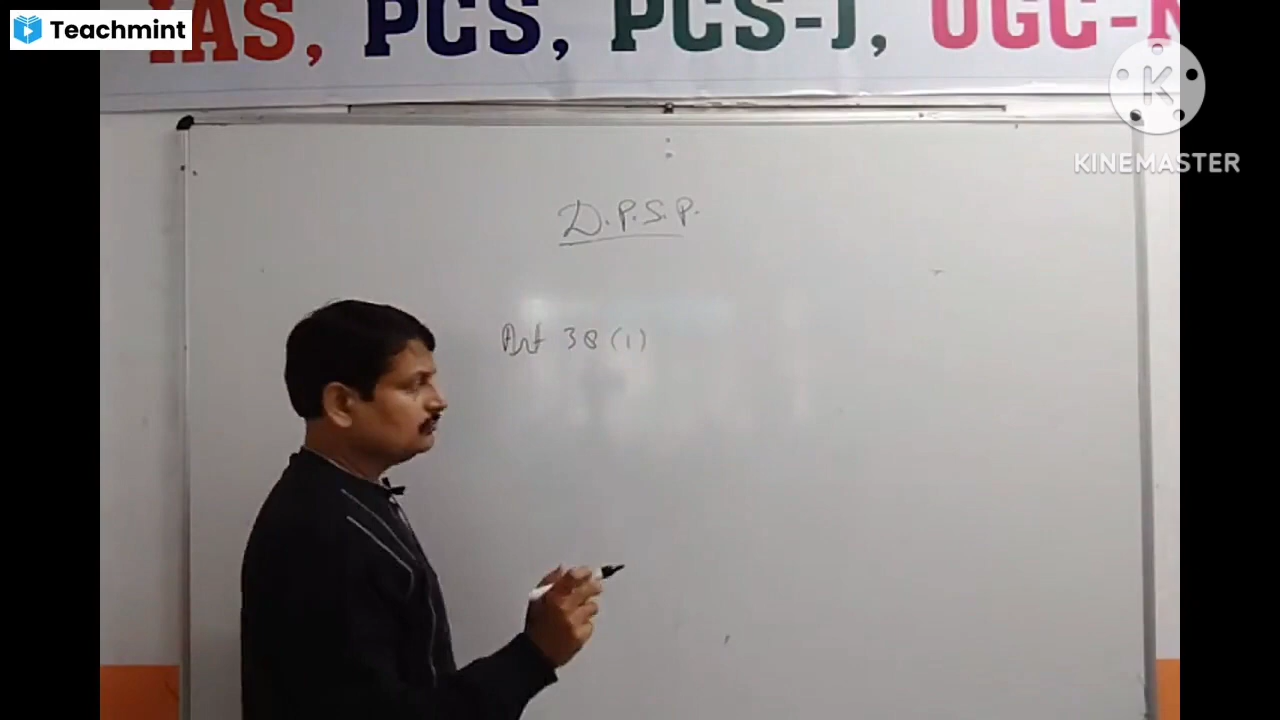 Teachmint
IAS, PCS, PCS-J, UGC-N
KINEMASTER
D.P.S.P.
Art 38(1)